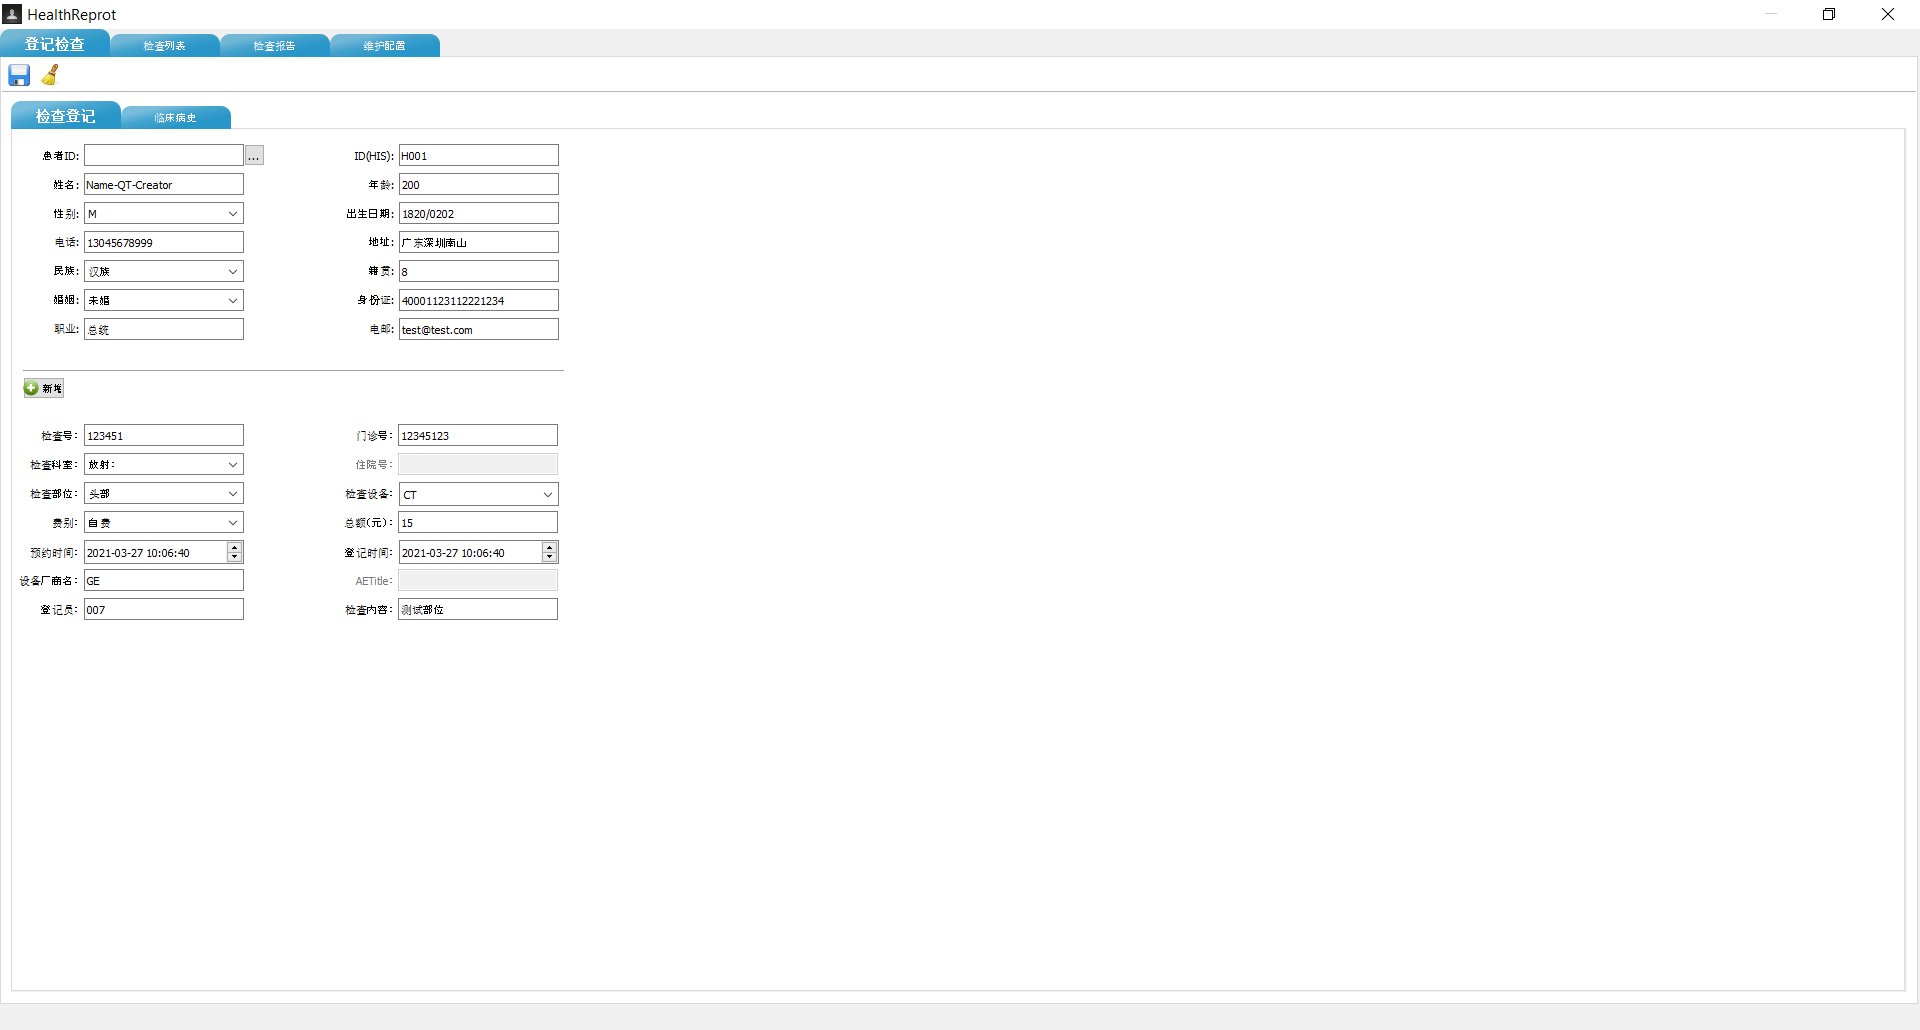 HealthReprot
登记检查 检查列表 检查报告 维护配置
检查登记 临床病史
患者ID: ... ID(HIS): H001
姓名: Name-QT-Creator 年龄: 200
性别: M 出生日期: 1820/0202
电话: 13045678999 地址: 广东深圳南山
民族: 汉族 籍贯: 8
婚姻: 未婚 身份证: 40001123112221234
职业: 总统 电邮: test@test.com
新增
检查号: 123451 门诊号: 12345123
检查科室: 放射: 住院号:
检查部位: 头部 检查设备: CT
费别: 自费 总额(元): 15
预约时间: 2021-03-27 10:06:40 登记时间: 2021-03-27 10:06:40
设备厂商名: GE AETitle:
登记员: 007 检查内容: 测试部位